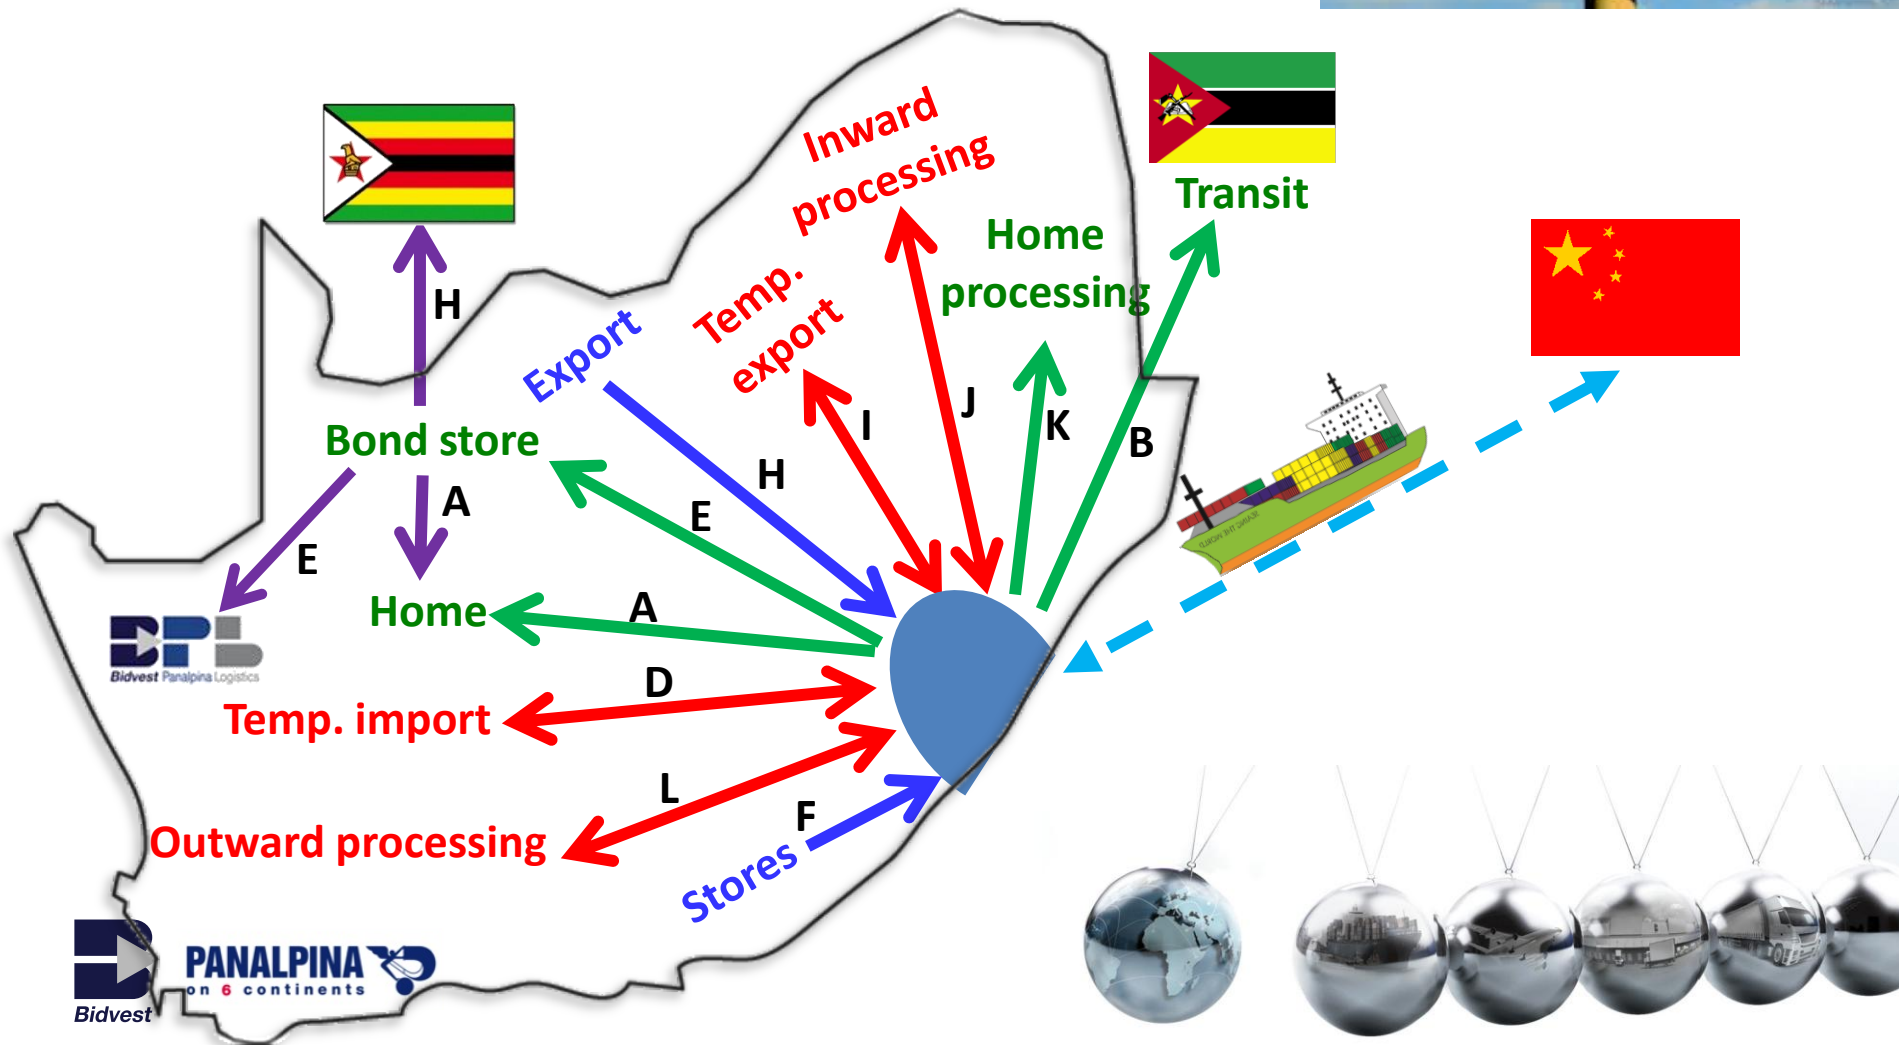 Inward
processing
Transit
Home
processing
Temp.
export
Export
H
Bond store
I
J
K
B
H
E
A
E
A
Home
BPL
Bidvest Panalpina Logistics
D
Temp. import
L
Outward processing
F
Stores
PANALPINA
on 6 continents
Bidvest